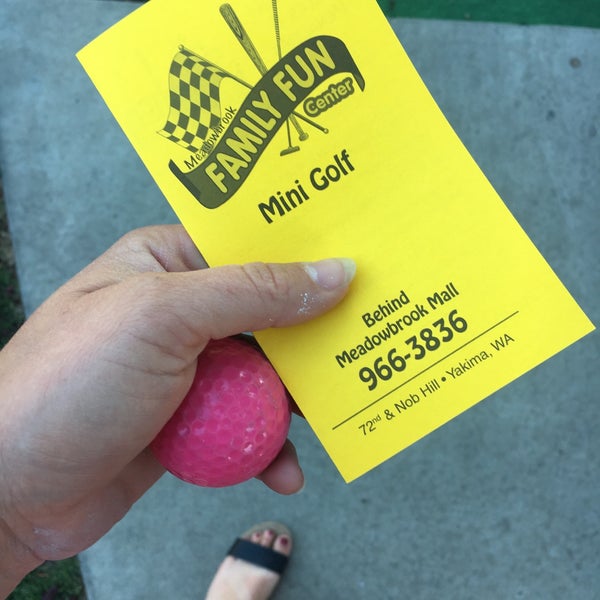 Meadowbrook
FAMILY FUN
Center
Mini Golf
Behind
Meadowbrook Mall
966-3836
72nd & Nob Hill • Yakima, WA